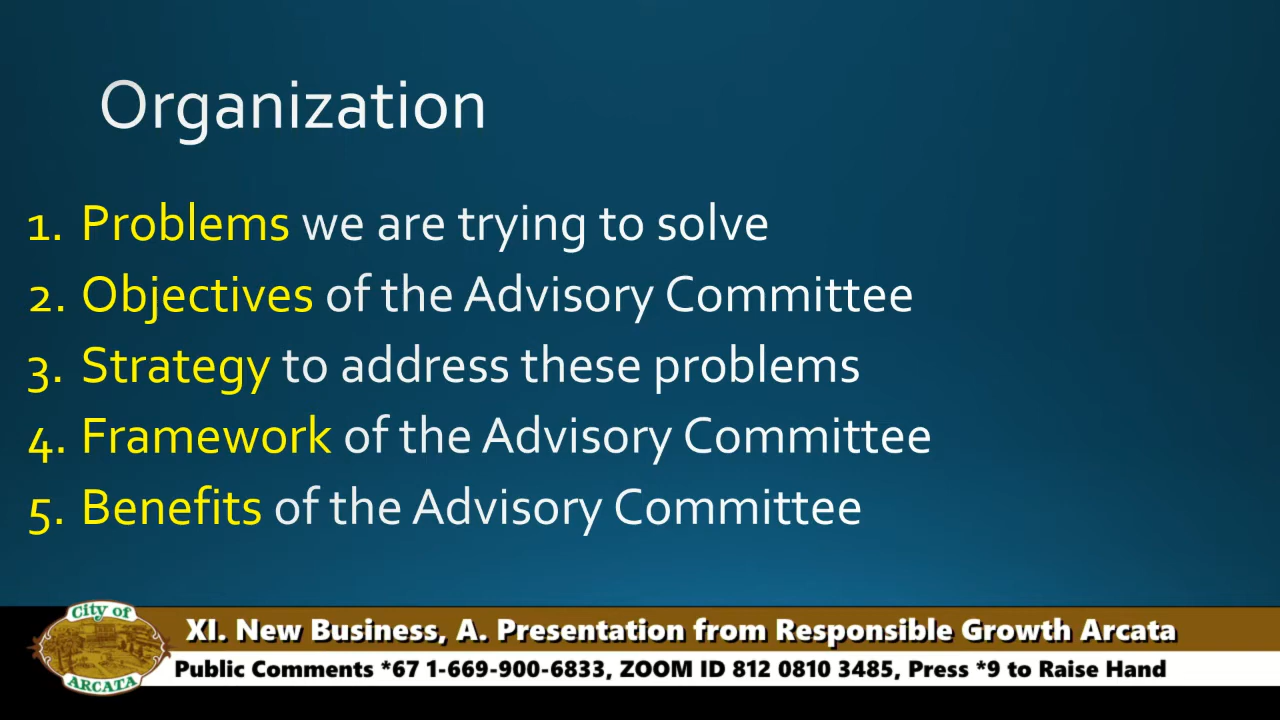 Organization
1. Problems we are trying to solve
2. Objectives of the Advisory Committee
3. Strategy to address these problems
4. Framework of the Advisory Committee
5. Benefits of the Advisory Committee
City of
ARCATA
XI. New Business, A. Presentation from Responsible Growth Arcata
Public Comments *67 1-669-900-6833, ZOOM ID 812 0810 3485, Press *9 to Raise Hand